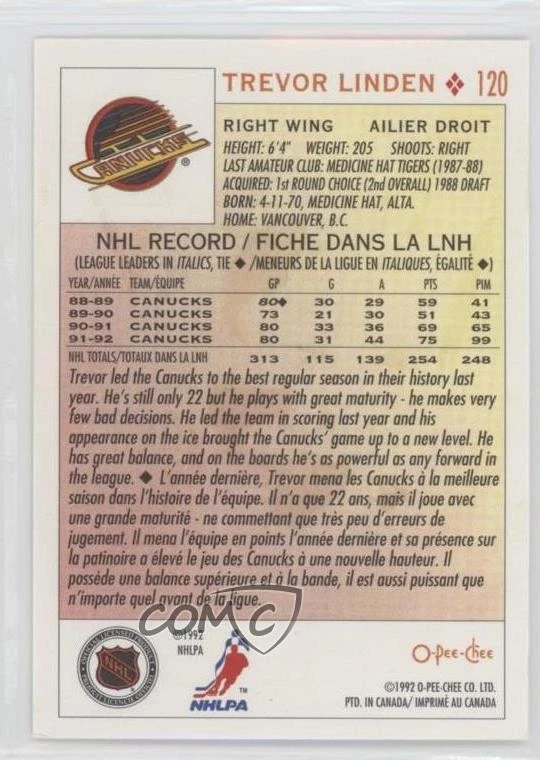 TREVOR LINDEN ❖ 120
CANUCKS ®
RIGHT WING AILIER DROIT
HEIGHT: 6'4" WEIGHT: 205 SHOOTS: RIGHT
LAST AMATEUR CLUB: MEDICINE HAT TIGERS (1987-88)
ACQUIRED: 1st ROUND CHOICE (2nd OVERALL) 1988 DRAFT
BORN: 4-11-70, MEDICINE HAT, ALTA.
HOME: VANCOUVER, B.C.
NHL RECORD / FICHE DANS LA LNH
(LEAGUE LEADERS IN ITALICS, TIE ◆ /MENEURS DE LA LIGUE EN ITALIQUES, ÉGALITÉ ◆)
YEAR/ANNÉE TEAM/ÉQUIPE GP G A PTS PIM
88-89 CANUCKS 80◆ 30 29 59 41
89-90 CANUCKS 73 21 30 51 43
90-91 CANUCKS 80 33 36 69 65
91-92 CANUCKS 80 31 44 75 99
NHL TOTALS/TOTAUX DANS LA LNH 313 115 139 254 248
Trevor led the Canucks to the best regular season in their history last
year. He's still only 22 but he plays with great maturity - he makes very
few bad decisions. He led the team in scoring last year and his
appearance on the ice brought the Canucks' game up to a new level. He
has great balance, and on the boards he's as powerful as any forward in
the league. ◆ L'année dernière, Trevor mena les Canucks à la meilleure
saison dans l'histoire de l'équipe. Il n'a que 22 ans, mais il joue avec
une grande maturité - ne commettant que très peu d'erreurs de
jugement. Il mena l'équipe en points l'année dernière et sa présence sur
la patinoire a élevé le jeu des Canucks à une nouvelle hauteur. Il
possède une balance supérieure et à la bande, il est aussi puissant que
n'importe quel avant de la ligue.
COMC
©1992
NHLPA
OFFICIAL LICENSED PRODUCT
NHL
®
NHLPA ™
O-Pee-Chee
©1992 O-PEE-CHEE CO. LTD.
PTD. IN CANADA/ IMPRIMÉ AU CANADA